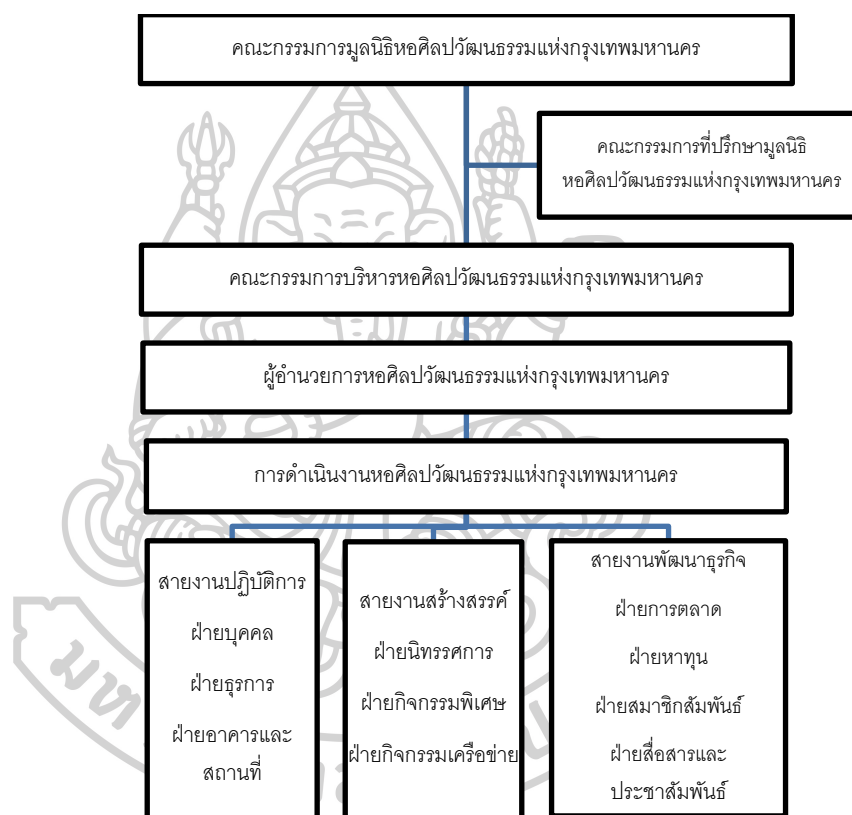 คณะกรรมการมูลนิธิหอศิลปวัฒนธรรมแห่งกรุงเทพมหานคร
คณะกรรมการที่ปรึกษามูลนิธิ
หอศิลปวัฒนธรรมแห่งกรุงเทพมหานคร
คณะกรรมการบริหารหอศิลปวัฒนธรรมแห่งกรุงเทพมหานคร
ผู้อำนวยการหอศิลปวัฒนธรรมแห่งกรุงเทพมหานคร
การดำเนินงานหอศิลปวัฒนธรรมแห่งกรุงเทพมหานคร
สายงานปฏิบัติการ
ฝ่ายบุคคล
ฝ่ายธุรการ
ฝ่ายอาคารและ
สถานที่
สายงานสร้างสรรค์
ฝ่ายนิทรรศการ
ฝ่ายกิจกรรมพิเศษ
ฝ่ายกิจกรรมเครือข่าย
สายงานพัฒนาธุรกิจ
ฝ่ายการตลาด
ฝ่ายหาทุน
ฝ่ายสมาชิกสัมพันธ์
ฝ่ายสื่อสารและ
ประชาสัมพันธ์